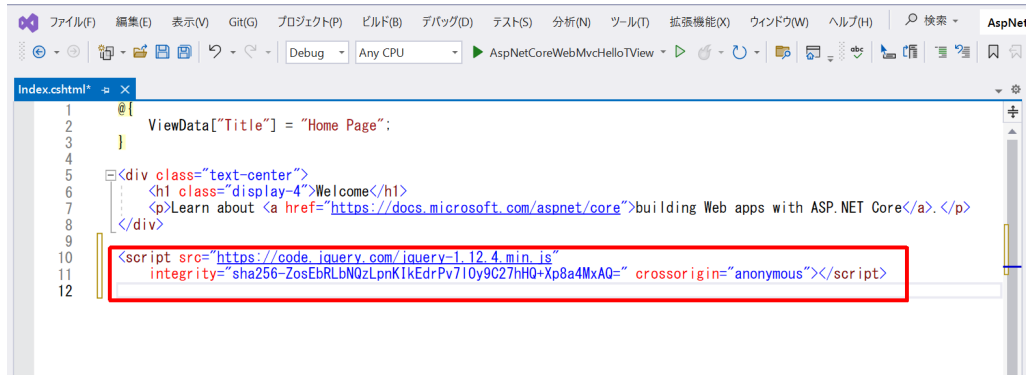 ファイル(F) 編集(E) 表示(V) Git(G) プロジェクト(P) ビルド(B) デバッグ(D) テスト(S) 分析(N) ツール(T) 拡張機能(X) ウィンドウ(W) ヘルプ(H) 検索 AspNet
Debug Any CPU AspNetCoreWebMvcHelloTView abc
Index.cshtml*
1 @{
2 ViewData["Title"] = "Home Page";
3 }
4
5 <div class="text-center">
6 <h1 class="display-4">Welcome</h1>
7 <p>Learn about <a href="https://docs.microsoft.com/aspnet/core">building Web apps with ASP.NET Core</a>.</p>
8 </div>
9
10 <script src="https://code.jquery.com/jquery-1.12.4.min.js"
11 integrity="sha256-ZosEbRLbNQzLpnKIkEdrPv7lOy9C27hHQ+Xp8a4MxAQ=" crossorigin="anonymous"></script>
12